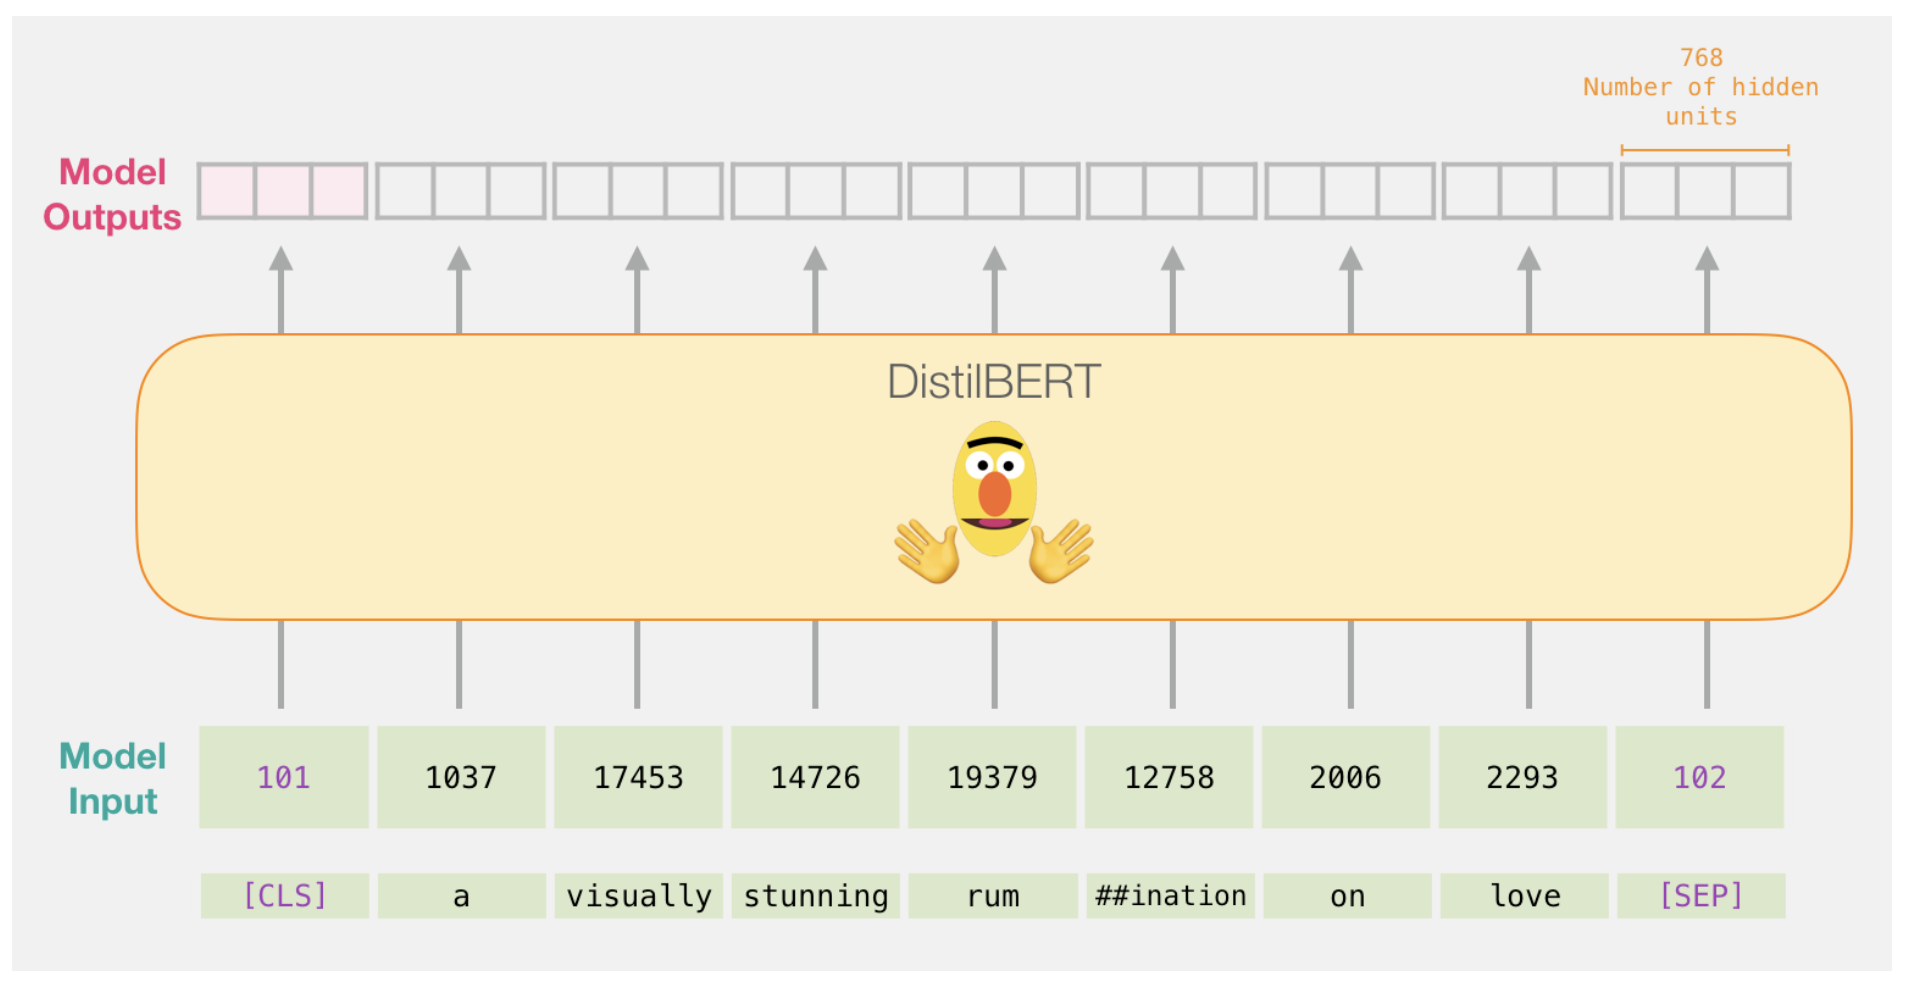 768
Number of hidden
units
Model
Outputs
DistilBERT
Model
Input
101 1037 17453 14726 19379 12758 2006 2293 102
[CLS] a visually stunning rum ##ination on love [SEP]